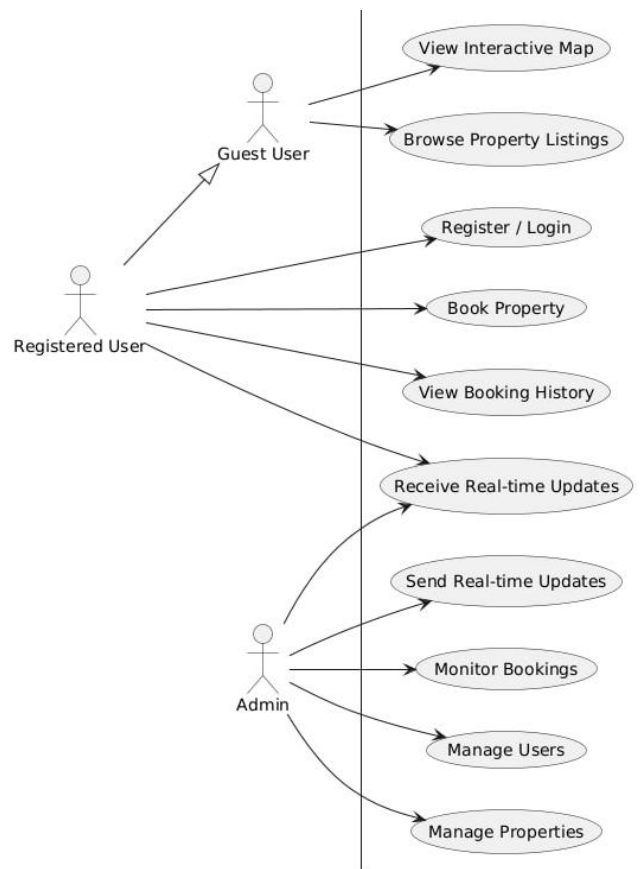 View Interactive Map
Guest User
Browse Property Listings
Register / Login
Registered User
Book Property
View Booking History
Receive Real-time Updates
Send Real-time Updates
Admin
Monitor Bookings
Manage Users
Manage Properties